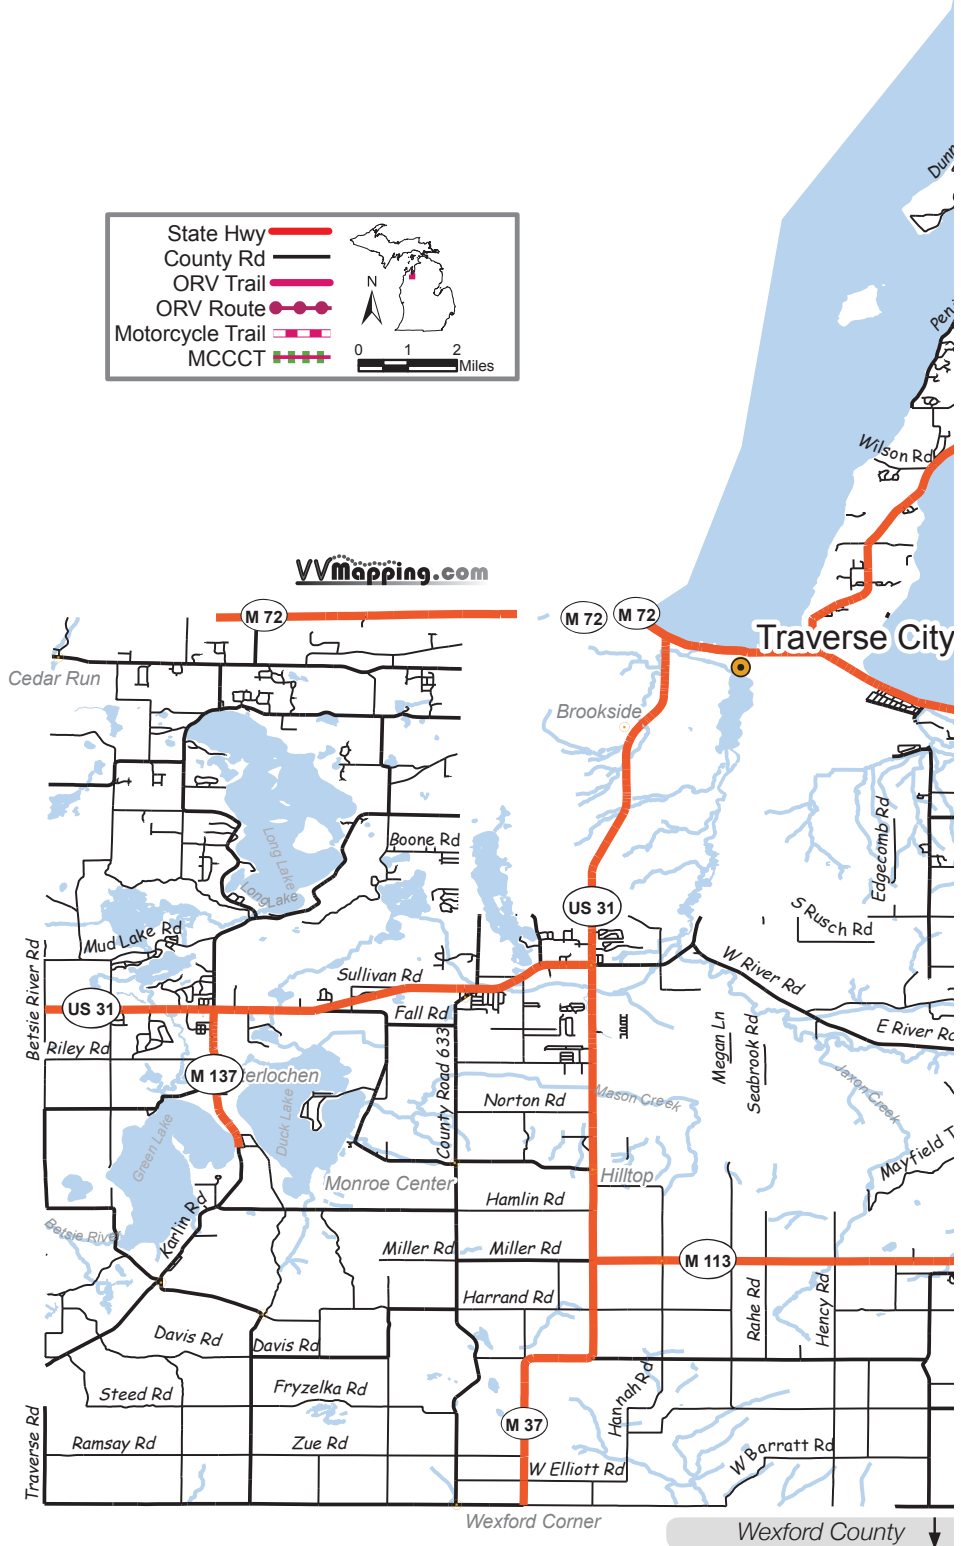 Dunn
State Hwy
County Rd
ORV Trail
ORV Route
Motorcycle Trail
MCCCT
N
0 1 2
Miles
Pen
Wilson Rd
VVMapping.com
M 72
M 72
M 72
Traverse City
Cedar Run
Brookside
Long Lake
Long Lake
Boone Rd
Edgecomb Rd
US 31
S Rusch Rd
Mud Lake Rd
W River Rd
Sullivan Rd
Betsie River Rd
US 31
Fall Rd
E River Rd
Riley Rd
County Road 633
Megan Ln
Seabrook Rd
M 137
erlochen
Jaxon Creek
Norton Rd
Mason Creek
Green Lake
Duck Lake
Mayfield T
Monroe Center
Hilltop
Hamlin Rd
Karlin Rd
Betsie River
Miller Rd
Miller Rd
M 113
Harrand Rd
Rahe Rd
Hency Rd
Davis Rd
Davis Rd
Steed Rd
Fryzelka Rd
Hannah Rd
M 37
Traverse Rd
Ramsay Rd
Zue Rd
W Barratt Rd
W Elliott Rd
Wexford Corner
Wexford County